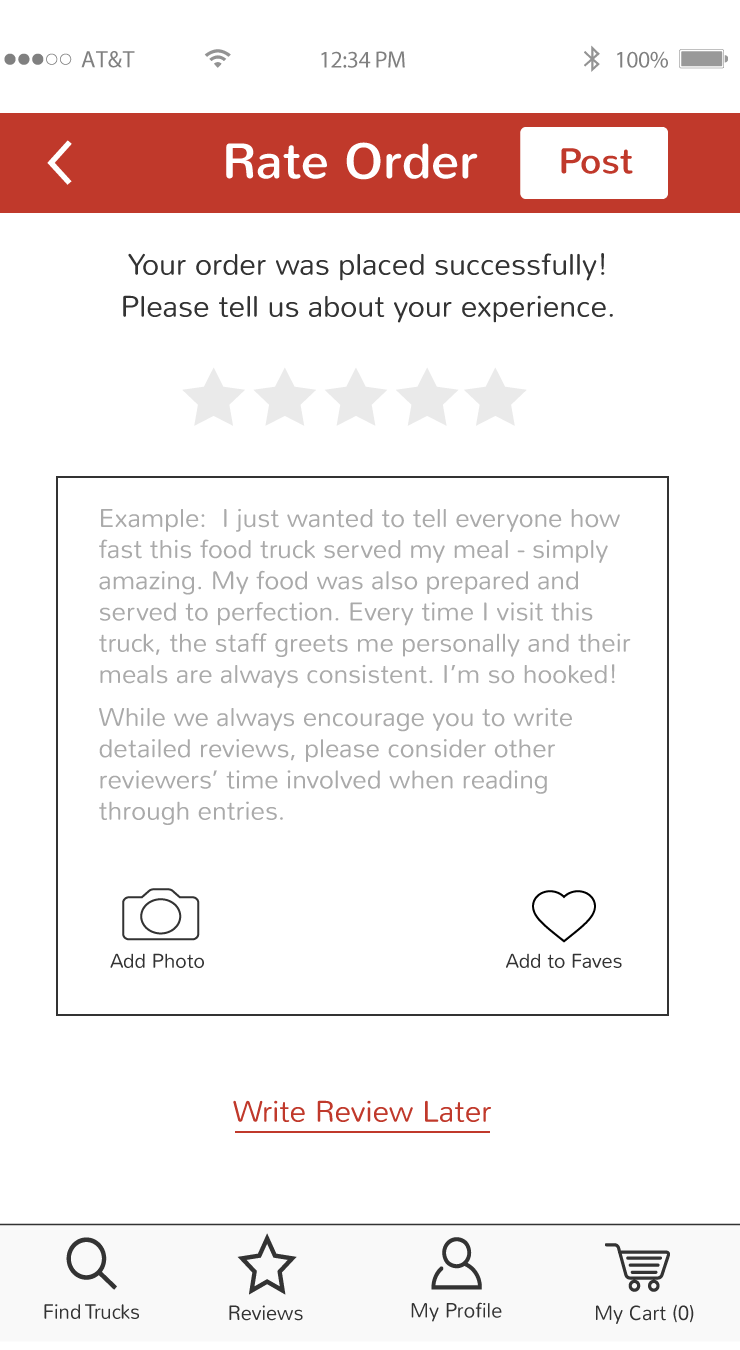 AT&T 12:34 PM 100%
Rate Order Post
Your order was placed successfully!
Please tell us about your experience.
Example: I just wanted to tell everyone how
fast this food truck served my meal - simply
amazing. My food was also prepared and
served to perfection. Every time I visit this
truck, the staff greets me personally and their
meals are always consistent. I’m so hooked!
While we always encourage you to write
detailed reviews, please consider other
reviewers’ time involved when reading
through entries.
Add Photo Add to Faves
Write Review Later
Find Trucks Reviews My Profile My Cart (0)